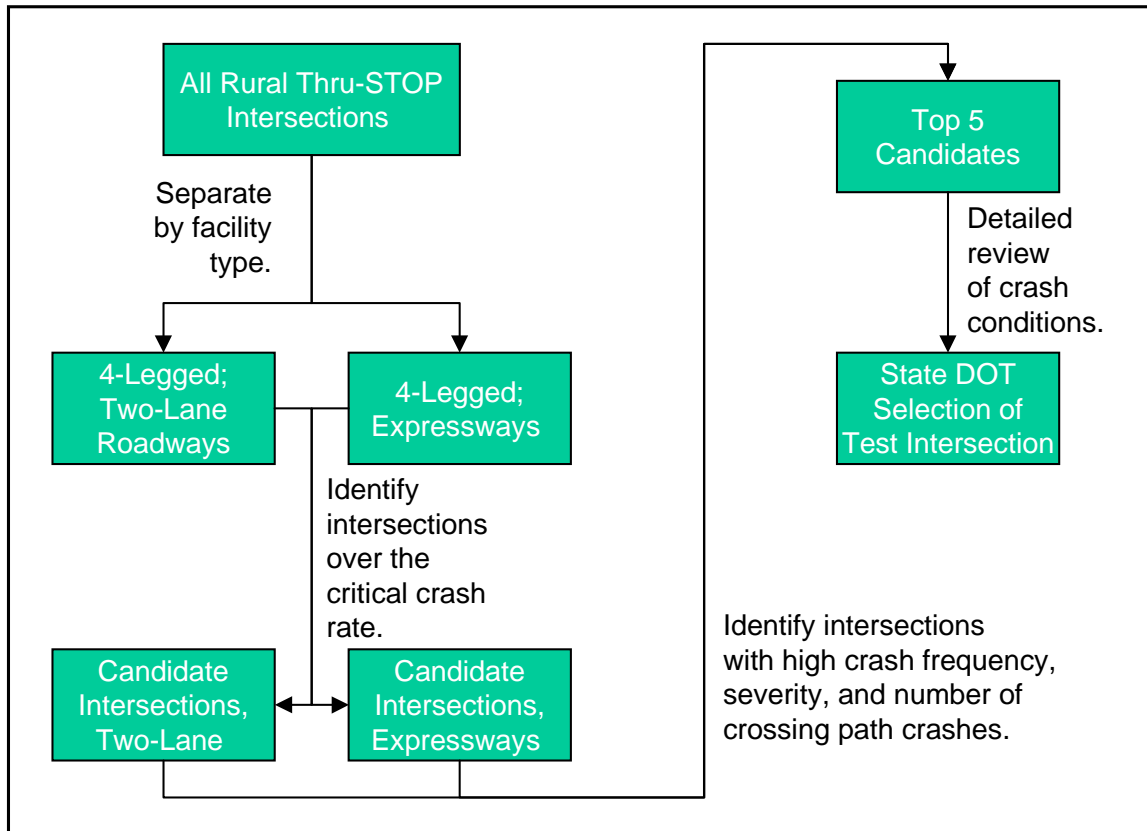 All Rural Thru-STOP
Intersections
Separate
by facility
type.
4-Legged;
Two-Lane
Roadways
4-Legged;
Expressways
Identify
intersections
over the
critical crash
rate.
Candidate
Intersections,
Two-Lane
Candidate
Intersections,
Expressways
Identify intersections
with high crash frequency,
severity, and number of
crossing path crashes.
Top 5
Candidates
Detailed
review
of crash
conditions.
State DOT
Selection of
Test Intersection